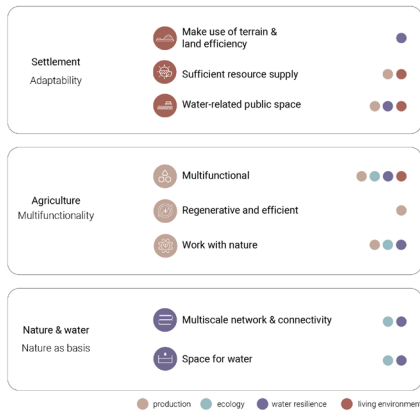 Settlement
Adaptability
Make use of terrain &
land efficiency
Sufficient resource supply
Water-related public space
Agriculture
Multifunctionality
Multifunctional
Regenerative and efficient
Work with nature
Nature & water
Nature as basis
Multiscale network & connectivity
Space for water
production
ecology
water resilience
living environment